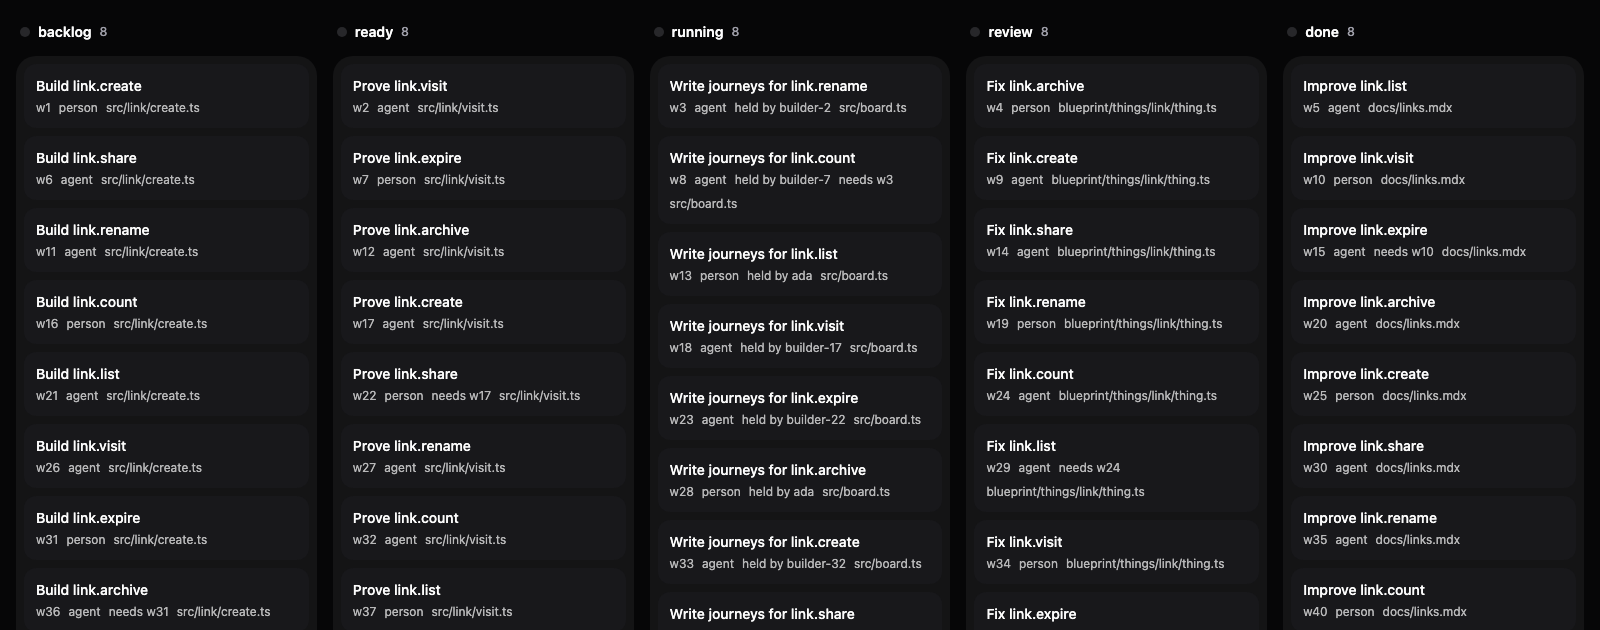 backlog 8
Build link.create
w1 person src/link/create.ts
Build link.share
w6 agent src/link/create.ts
Build link.rename
w11 agent src/link/create.ts
Build link.count
w16 person src/link/create.ts
Build link.list
w21 agent src/link/create.ts
Build link.visit
w26 agent src/link/create.ts
Build link.expire
w31 person src/link/create.ts
Build link.archive
w36 agent needs w31 src/link/create.ts
ready 8
Prove link.visit
w2 agent src/link/visit.ts
Prove link.expire
w7 person src/link/visit.ts
Prove link.archive
w12 agent src/link/visit.ts
Prove link.create
w17 agent src/link/visit.ts
Prove link.share
w22 person needs w17 src/link/visit.ts
Prove link.rename
w27 agent src/link/visit.ts
Prove link.count
w32 agent src/link/visit.ts
Prove link.list
w37 person src/link/visit.ts
running 8
Write journeys for link.rename
w3 agent held by builder-2 src/board.ts
Write journeys for link.count
w8 agent held by builder-7 needs w3
src/board.ts
Write journeys for link.list
w13 person held by ada src/board.ts
Write journeys for link.visit
w18 agent held by builder-17 src/board.ts
Write journeys for link.expire
w23 agent held by builder-22 src/board.ts
Write journeys for link.archive
w28 person held by ada src/board.ts
Write journeys for link.create
w33 agent held by builder-32 src/board.ts
Write journeys for link.share
review 8
Fix link.archive
w4 person blueprint/things/link/thing.ts
Fix link.create
w9 agent blueprint/things/link/thing.ts
Fix link.share
w14 agent blueprint/things/link/thing.ts
Fix link.rename
w19 person blueprint/things/link/thing.ts
Fix link.count
w24 agent blueprint/things/link/thing.ts
Fix link.list
w29 agent needs w24
blueprint/things/link/thing.ts
Fix link.visit
w34 person blueprint/things/link/thing.ts
Fix link.expire
done 8
Improve link.list
w5 agent docs/links.mdx
Improve link.visit
w10 person docs/links.mdx
Improve link.expire
w15 agent needs w10 docs/links.mdx
Improve link.archive
w20 agent docs/links.mdx
Improve link.create
w25 person docs/links.mdx
Improve link.share
w30 agent docs/links.mdx
Improve link.rename
w35 agent docs/links.mdx
Improve link.count
w40 person docs/links.mdx